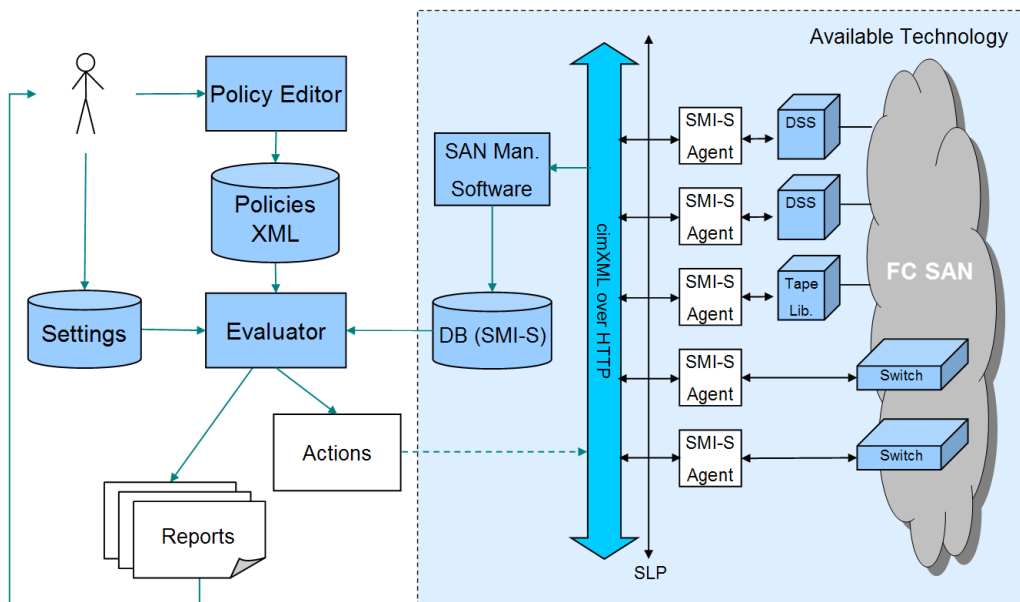 Available Technology
Policy Editor
Policies
XML
Settings
Evaluator
Actions
Reports
SAN Man.
Software
DB (SMI-S)
cimXML over HTTP
SLP
SMI-S
Agent
DSS
SMI-S
Agent
DSS
SMI-S
Agent
Tape
Lib.
SMI-S
Agent
Switch
SMI-S
Agent
Switch
FC SAN